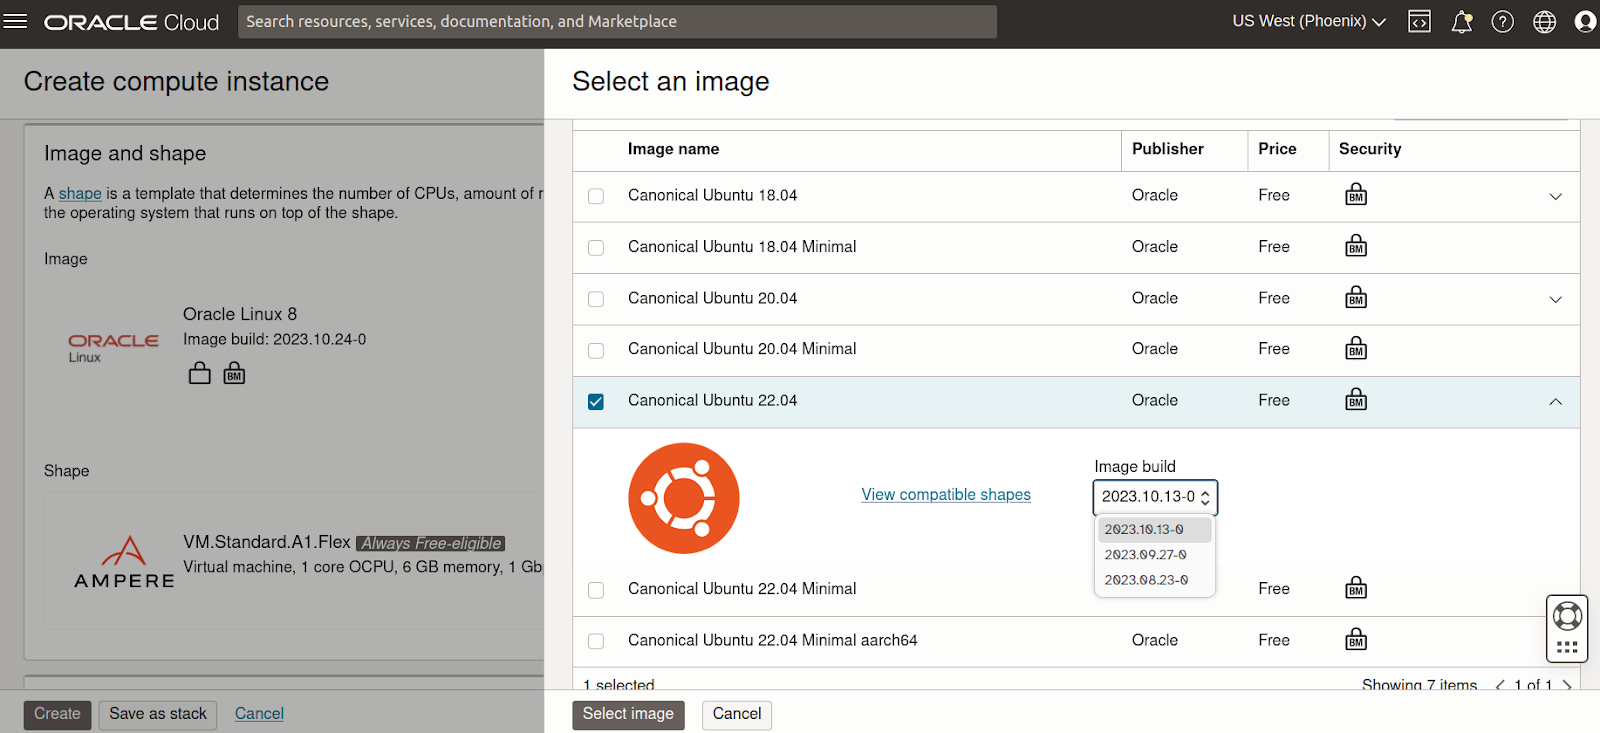 ORACLE Cloud
Search resources, services, documentation, and Marketplace
US West (Phoenix)
Create compute instance
Image and shape
A shape is a template that determines the number of CPUs, amount of
the operating system that runs on top of the shape.
Image
ORACLE
Linux
Oracle Linux 8
Image build: 2023.10.24-0
BM
Shape
AMPERE
VM.Standard.A1.Flex Always Free-eligible
Virtual machine, 1 core OCPU, 6 GB memory, 1 Gb
Create
Save as stack
Cancel
Select an image
Image name Publisher Price Security
Canonical Ubuntu 18.04 Oracle Free BM
Canonical Ubuntu 18.04 Minimal Oracle Free BM
Canonical Ubuntu 20.04 Oracle Free BM
Canonical Ubuntu 20.04 Minimal Oracle Free BM
Canonical Ubuntu 22.04 Oracle Free BM
View compatible shapes
Image build
2023.10.13-0
2023.10.13-0
2023.09.27-0
2023.08.23-0
Canonical Ubuntu 22.04 Minimal Free BM
Canonical Ubuntu 22.04 Minimal aarch64 Oracle Free BM
1 selected
Showing 7 items
1 of 1
Select image
Cancel